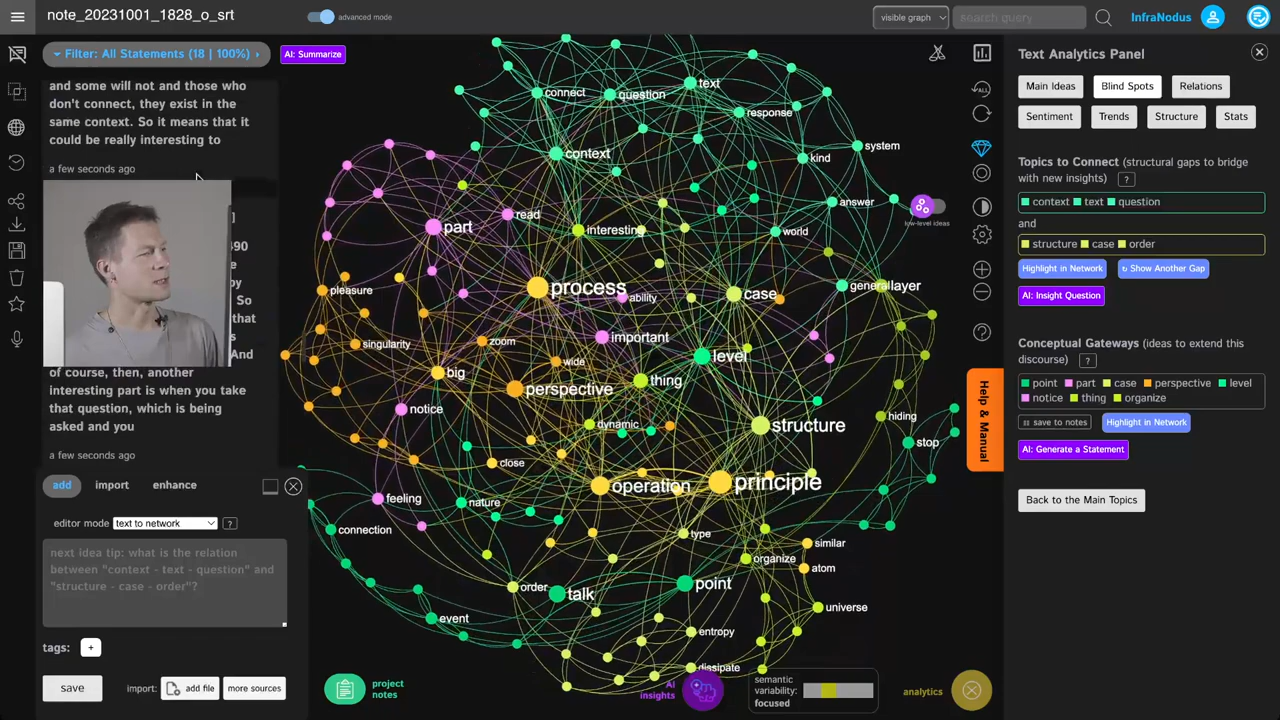 note_20231001_1828_o_srt
advanced mode
visible graph
search query
InfraNodus
Filter: All Statements (18 | 100%)
AI: Summarize
and some will not and those who
don't connect, they exist in the
same context. So it means that it
could be really interesting to
a few seconds ago
]
490
e
by
So
that
s
And
of course, then, another
interesting part is when you take
that question, which is being
asked and you
a few seconds ago
add
import
enhance
editor mode
text to network
?
next idea tip: what is the relation
between "context - text - question" and
"structure - case - order"?
tags:
+
save
import:
add file
more sources
connect
question
text
response
context
kind
system
part
read
interesting
answer
world
low-level ideas
process
ability
case
general
layer
pleasure
important
singularity
zoom
wide
level
big
perspective
thing
notice
dynamic
structure
hiding
stop
close
operation
principle
feeling
nature
connection
type
similar
organize
atom
order
talk
point
event
universe
entropy
dissipate
project
notes
AI
insights
semantic
variability:
focused
analytics
ALL
Help & Manual
Text Analytics Panel
Main Ideas
Blind Spots
Relations
Sentiment
Trends
Structure
Stats
Topics to Connect (structural gaps to bridge
with new insights) ?
context text question
and
structure case order
Highlight in Network
Show Another Gap
AI: Insight Question
Conceptual Gateways (ideas to extend this
discourse) ?
point part case perspective level
notice thing organize
save to notes
Highlight in Network
AI: Generate a Statement
Back to the Main Topics